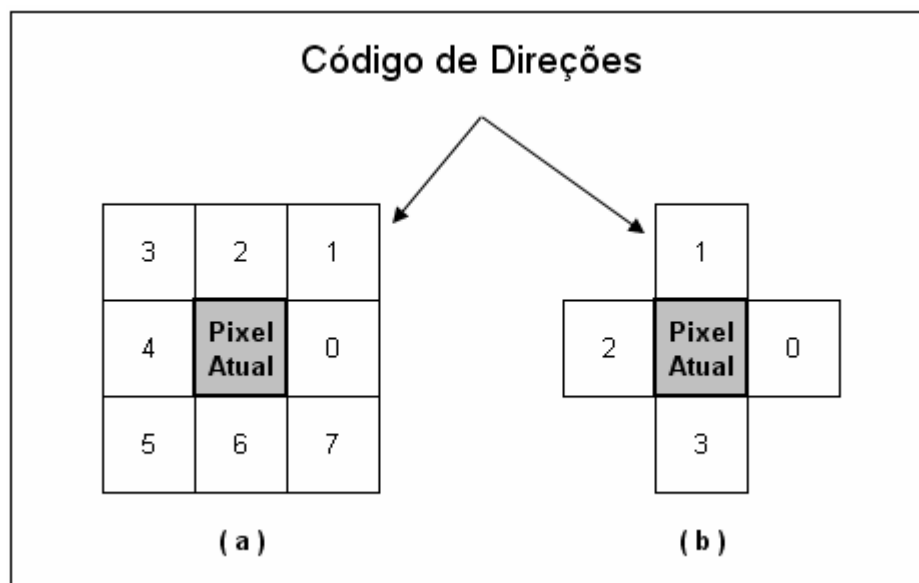 Código de Direções
3 2 1
4 Pixel Atual 0
5 6 7
( a )
1
2 Pixel Atual 0
3
( b )